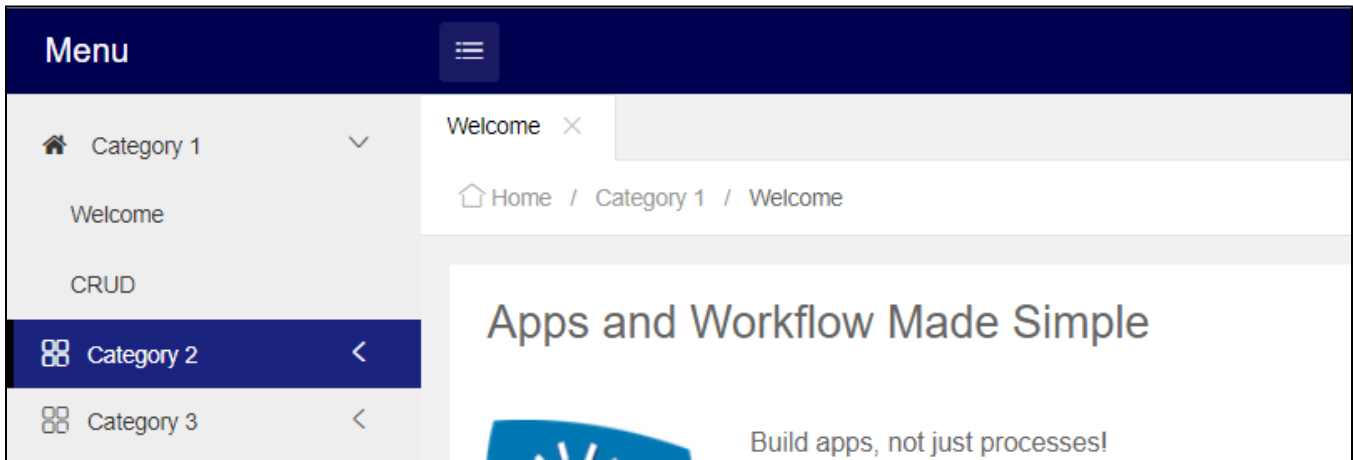 Menu
Category 1
Welcome
CRUD
Category 2
Category 3
Welcome
Home / Category 1 / Welcome
Apps and Workflow Made Simple
Build apps, not just processes!